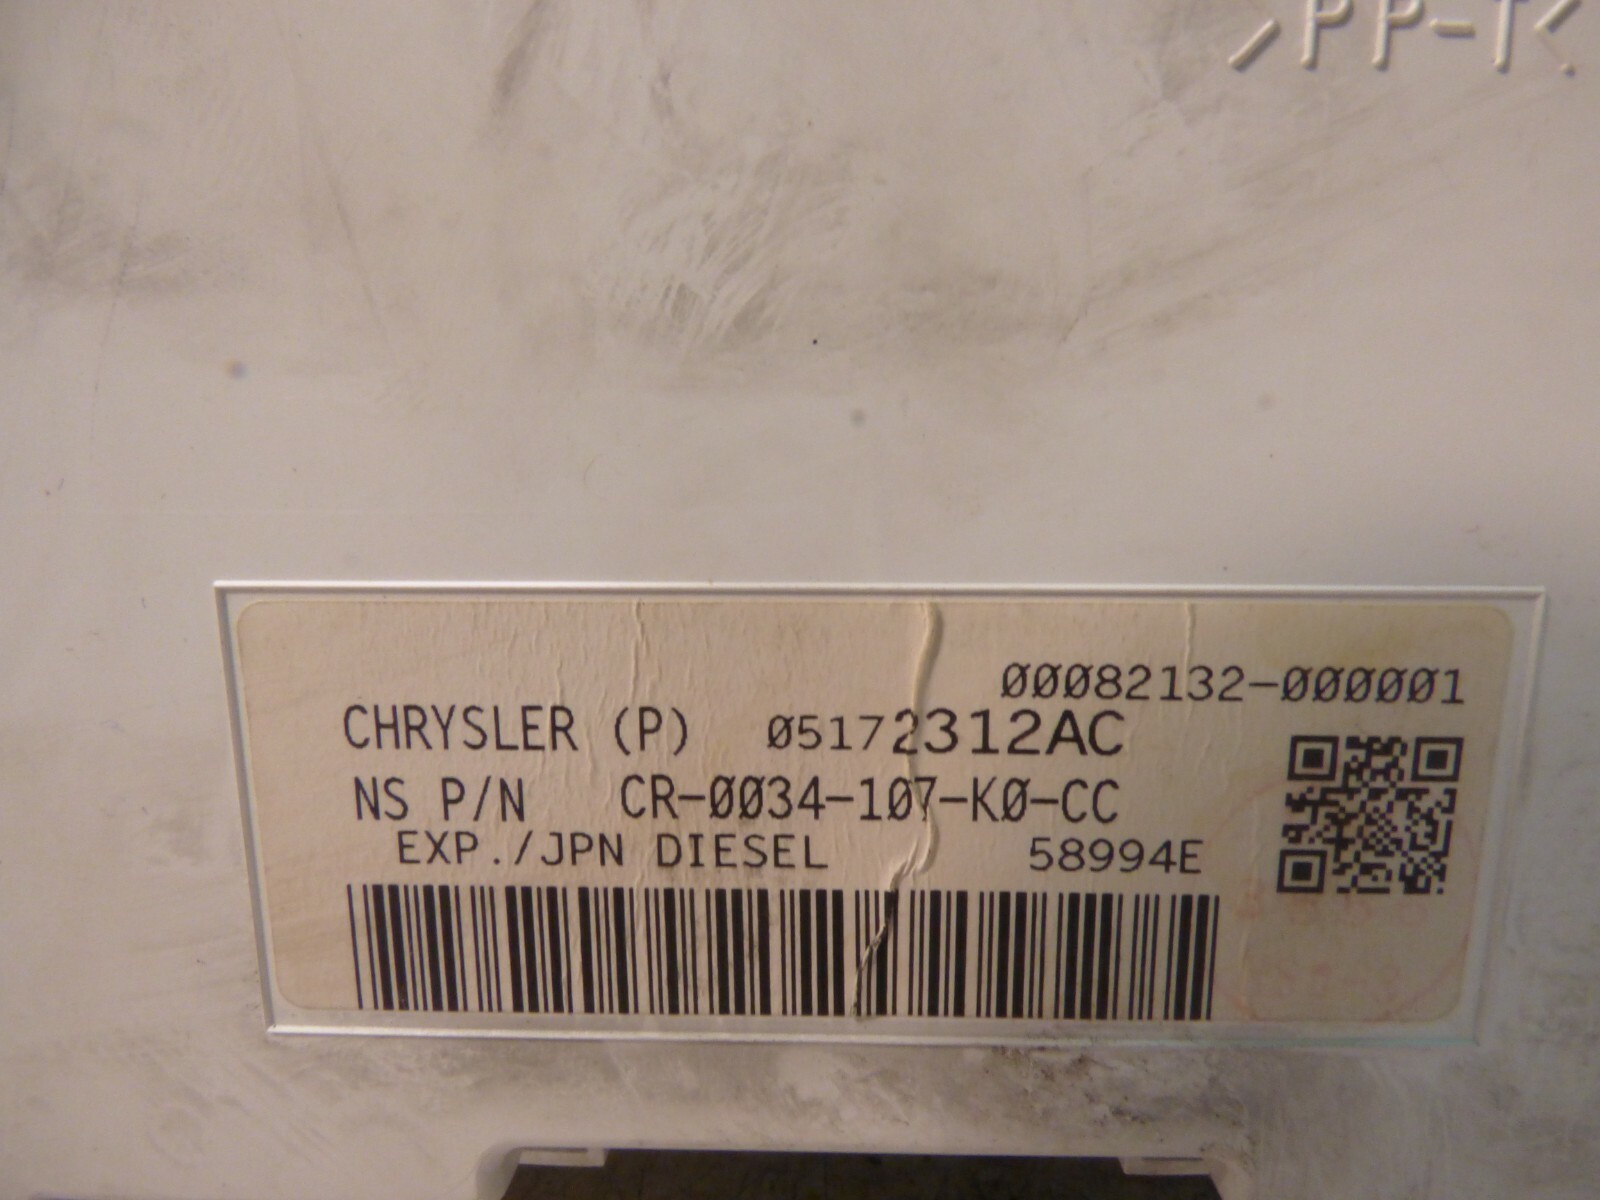 >PP-T<
00082132-000001
CHRYSLER (P) 05172312AC
NS P/N CR-0034-107-K0-CC
EXP./JPN DIESEL 58994E